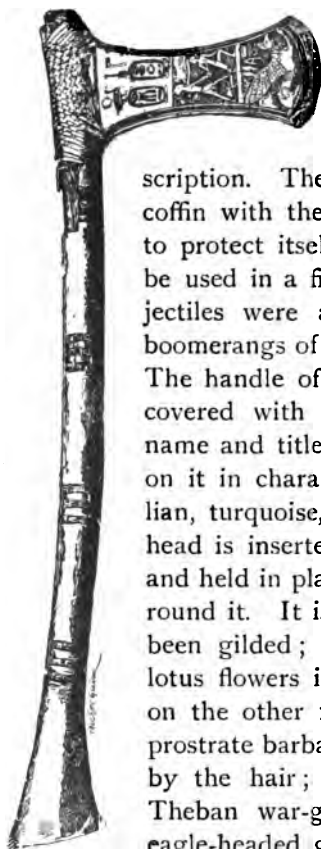 scription. The
coffin with the
to protect itsel
be used in a fi
jectiles were a
boomerangs of
The handle of
covered with
name and title
on it in chara
lian, turquoise,
head is inserte
and held in pla
round it. It i
been gilded ;
lotus flowers i
on the other
prostrate barba
by the hair ;
Theban war-g
eagle-headed g